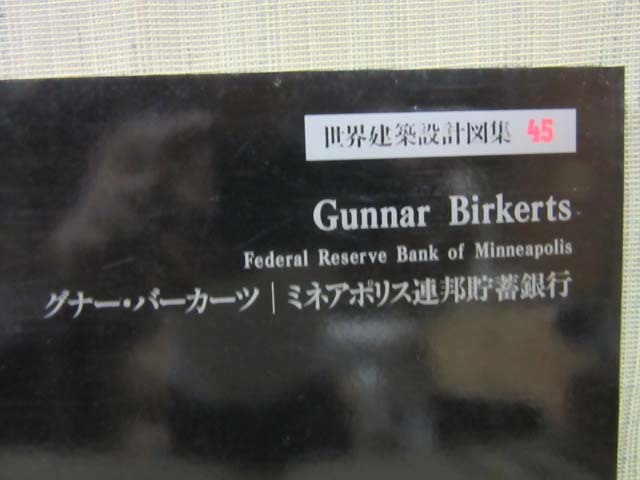 世界建築設計図集 45
Gunnar Birkerts
Federal Reserve Bank of Minneapolis
グナー・バーカーツ｜ミネアポリス連邦貯蓄銀行